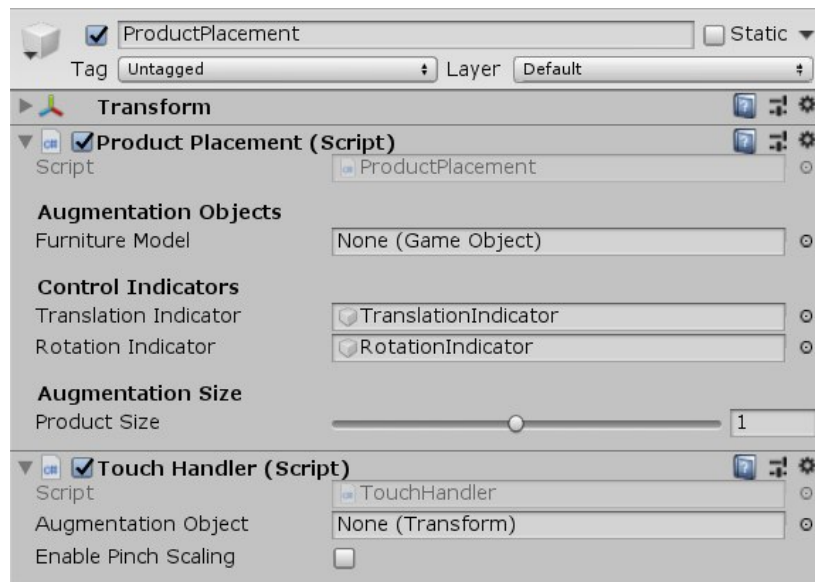 ProductPlacement Static
Tag Untagged Layer Default
Transform
Product Placement (Script)
Script ProductPlacement
Augmentation Objects
Furniture Model None (Game Object)
Control Indicators
Translation Indicator TranslationIndicator
Rotation Indicator RotationIndicator
Augmentation Size
Product Size 1
Touch Handler (Script)
Script TouchHandler
Augmentation Object None (Transform)
Enable Pinch Scaling